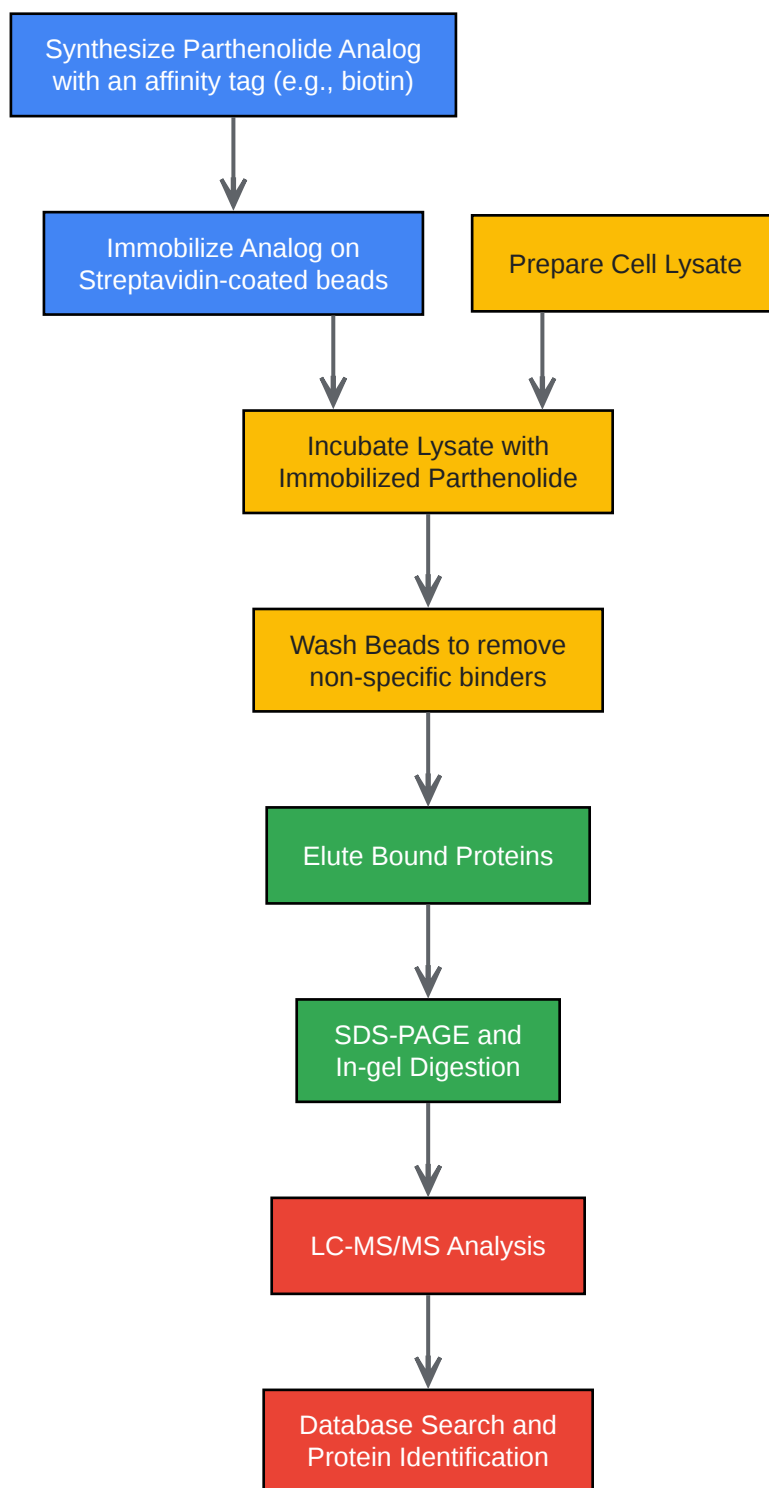 Synthesize Parthenolide Analog
with an affinity tag (e.g., biotin)
Immobilize Analog on
Streptavidin-coated beads
Prepare Cell Lysate
Incubate Lysate with
Immobilized Parthenolide
Wash Beads to remove
non-specific binders
Elute Bound Proteins
SDS-PAGE and
In-gel Digestion
LC-MS/MS Analysis
Database Search and
Protein Identification